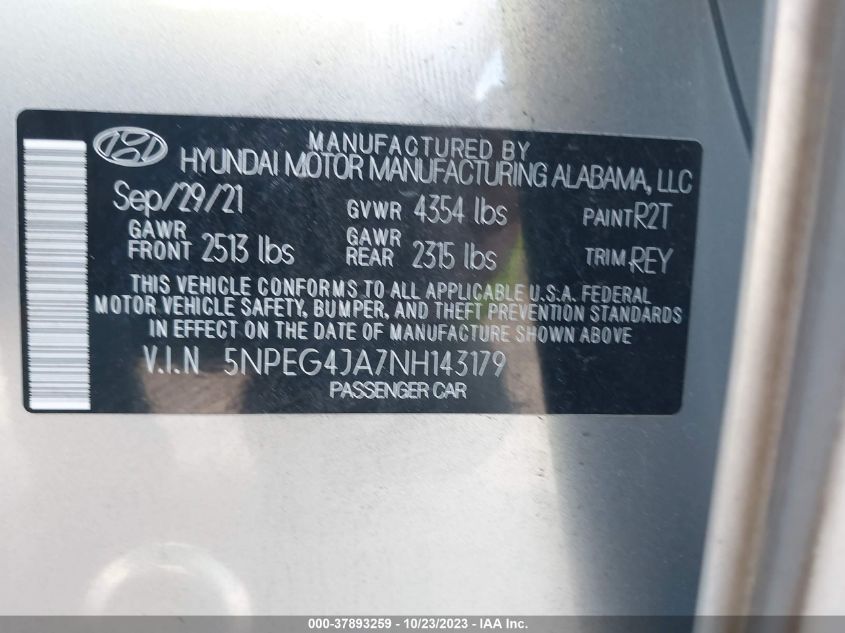 MANUFACTURED BY
HYUNDAI MOTOR MANUFACTURING ALABAMA, LLC
Sep/29/21 GVWR 4354 lbs PAINT R2T
GAWR FRONT 2513 lbs GAWR REAR 2315 lbs TRIM REY
THIS VEHICLE CONFORMS TO ALL APPLICABLE U.S.A. FEDERAL
MOTOR VEHICLE SAFETY, BUMPER, AND THEFT PREVENTION STANDARDS
IN EFFECT ON THE DATE OF MANUFACTURE SHOWN ABOVE
V.I.N 5NPEG4JA7NH143179
PASSENGER CAR
000-37893259 - 10/23/2023 - IAA Inc.